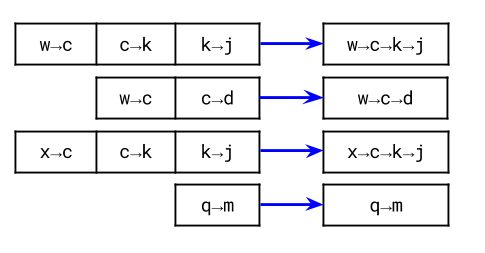 w→c c→k k→j w→c→k→j
w→c c→d w→c→d
x→c c→k k→j x→c→k→j
q→m q→m